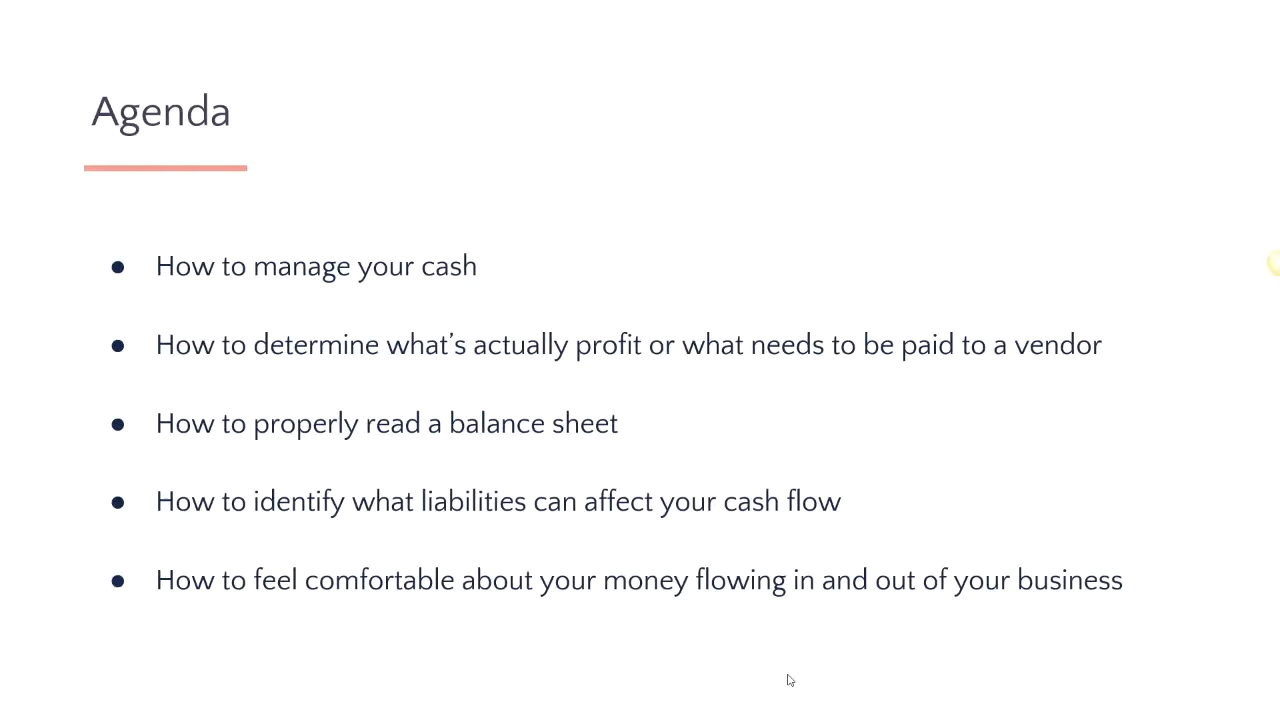 Agenda
● How to manage your cash
● How to determine what’s actually profit or what needs to be paid to a vendor
● How to properly read a balance sheet
● How to identify what liabilities can affect your cash flow
● How to feel comfortable about your money flowing in and out of your business